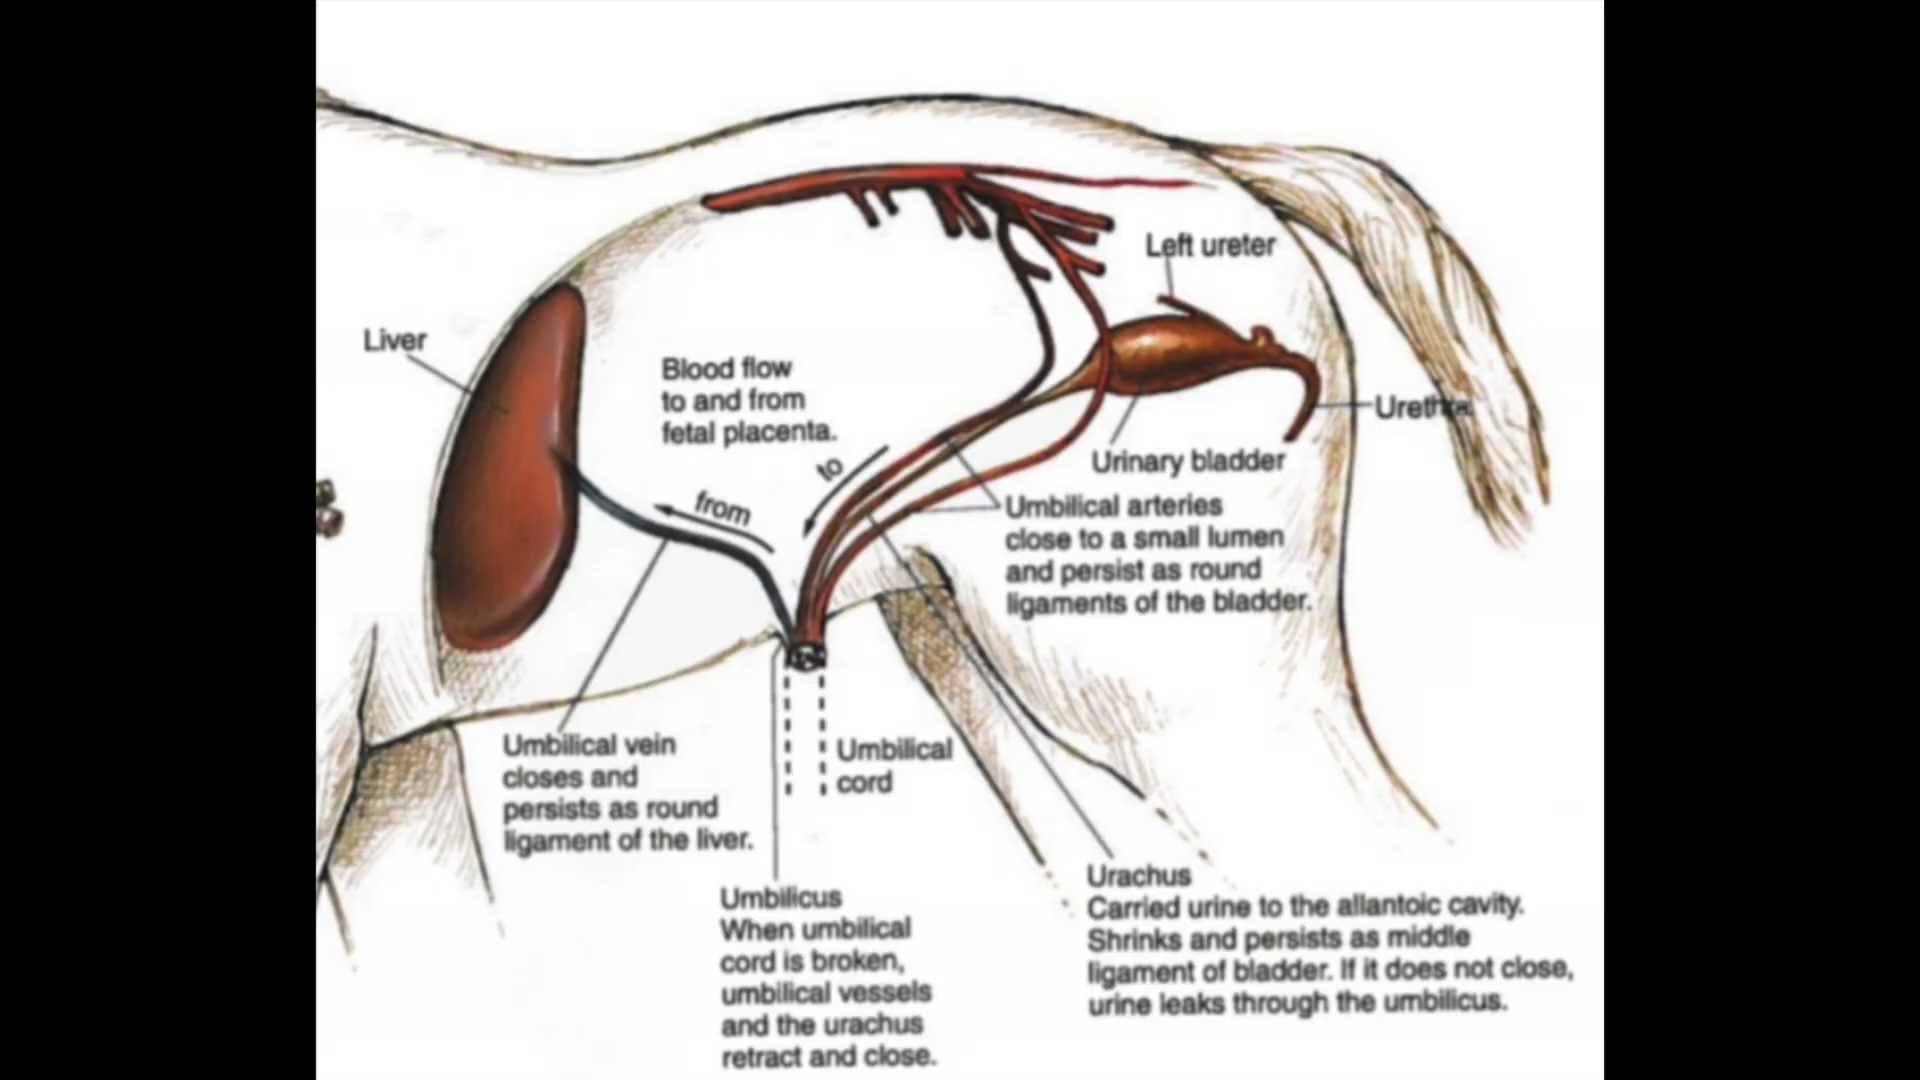 Left ureter
Liver
Blood flow
to and from
fetal placenta.
Urethra
to
from
Urinary bladder
Umbilical arteries
close to a small lumen
and persist as round
ligaments of the bladder.
Umbilical vein
closes and
persists as round
ligament of the liver.
Umbilical
cord
Umbilicus
When umbilical
cord is broken,
umbilical vessels
and the urachus
retract and close.
Urachus
Carried urine to the allantoic cavity.
Shrinks and persists as middle
ligament of bladder. If it does not close,
urine leaks through the umbilicus.